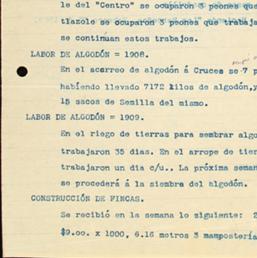 le del "Centro" se ocuparon 5 peones que
tlazole se ocuparon 3 peones que trabaja
se continúan estos trabajos.
LABOR DE ALGODÓN = 1908.
En el acarreo de algodón á Cruces se 7 p
habiendo llevado 7172 kilos de algodón, y
15 sacos de Semilla del mismo.
LABOR DE ALGODÓN = 1909.
En el riego de tierras para sembrar algo
trabajaron 35 dias. En el arrope de tier
trabajaron un dia c/u.. La próxima seman
se procederá á la siembra del algodón.
CONSTRUCCIÓN DE FINCAS.
Se recibió en la semana lo siguiente: 2
$9.00. x 1000, 6.16 metros 3 mampostería